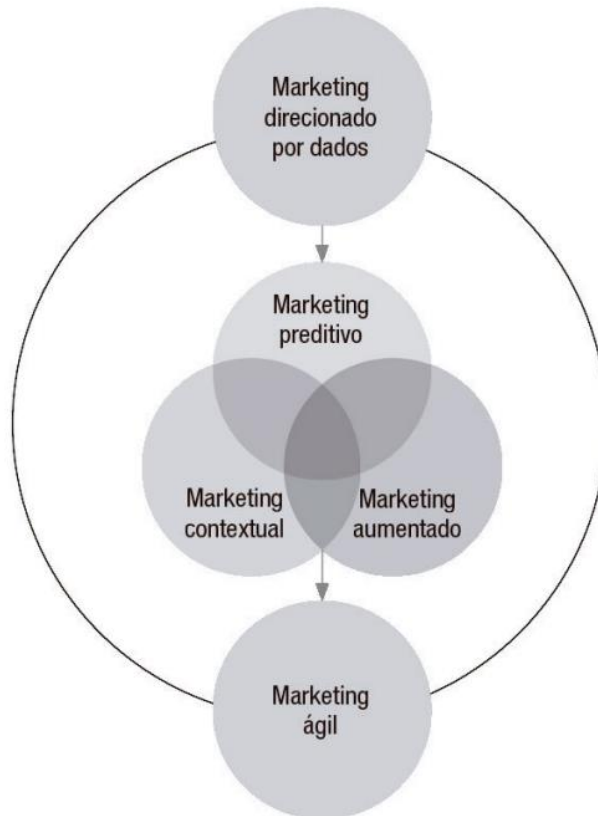 Marketing
direcionado
por dados
Marketing
preditivo
Marketing
contextual
Marketing
aumentado
Marketing
ágil